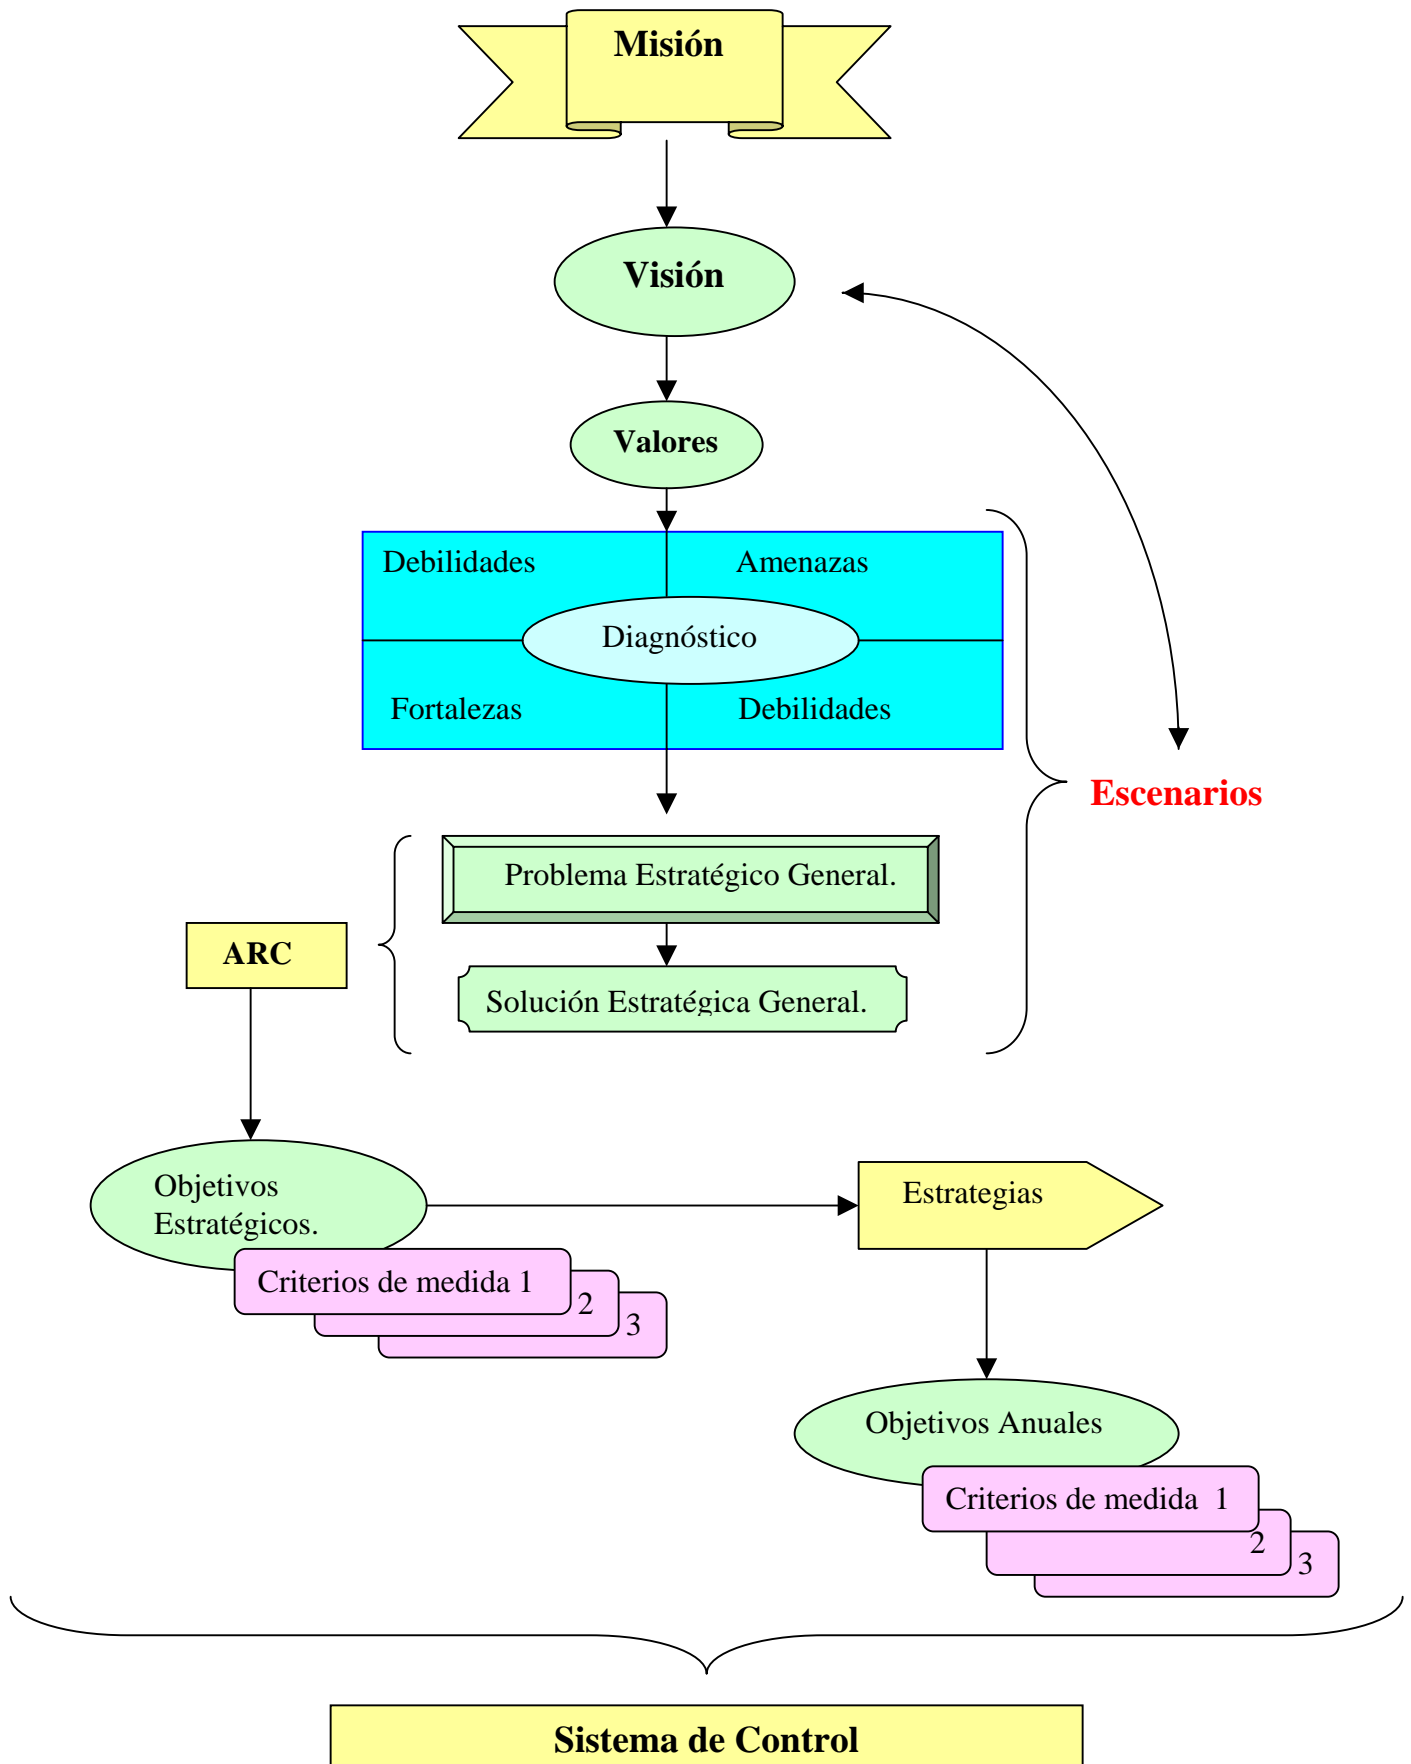 Misión
Visión
Valores
Debilidades
Amenazas
Diagnóstico
Fortalezas
Debilidades
Escenarios
Problema Estratégico General.
ARC
Solución Estratégica General.
Objetivos
Estratégicos.
Estrategias
Criterios de medida 1
2
3
Objetivos Anuales
Criterios de medida  1
2
3
Sistema de Control